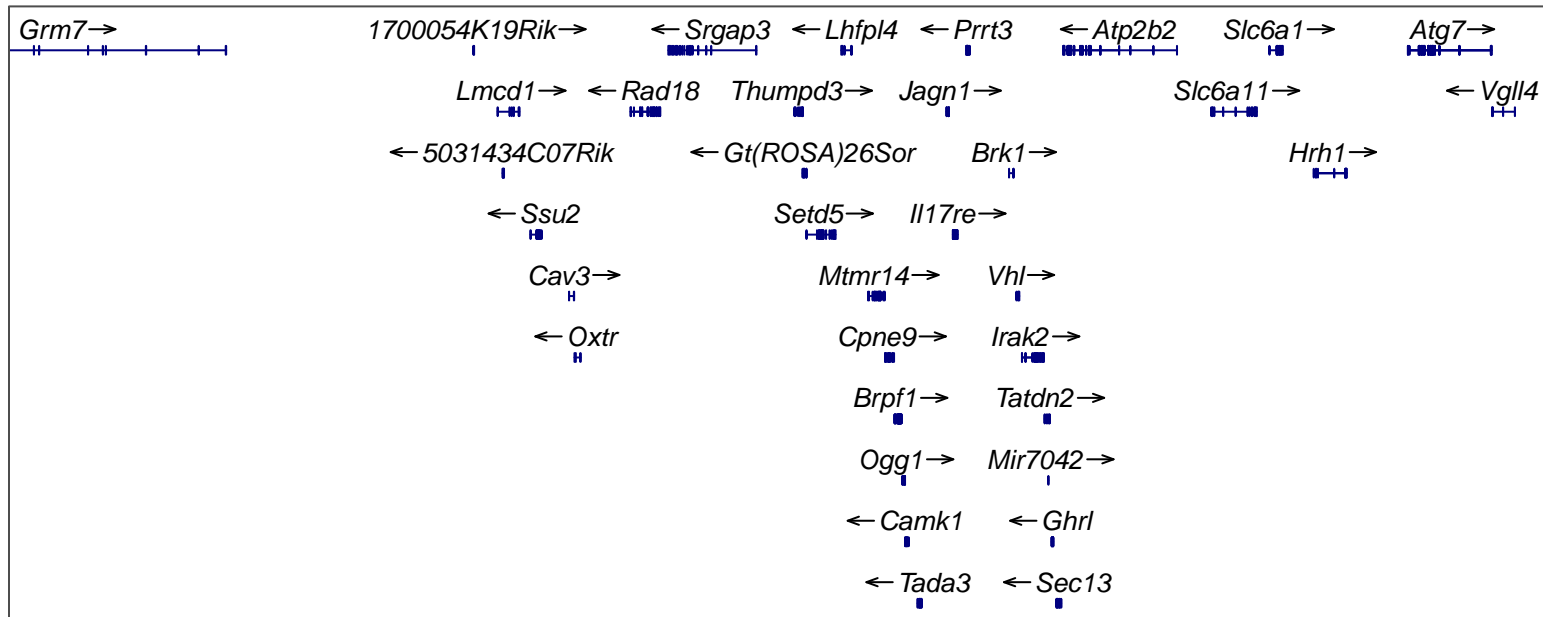 Grm7→ 1700054K19Rik→ ←Srgap3 ←Lhfpl4 ←Prrt3 ←Atp2b2 Slc6a1→ Atg7→
Lmcd1→ ←Rad18 Thumpd3→ Jagn1→ Slc6a11→ ←Vgll4
←5031434C07Rik ←Gt(ROSA)26Sor Brk1→ Hrh1→
←Ssu2 Setd5→ Il17re→
Cav3→ Mtmr14→ Vhl→
←Oxtr Cpne9→ Irak2→
Brpf1→ Tatdn2→
Ogg1→ Mir7042→
←Camk1 ←Ghrl
←Tada3 ←Sec13